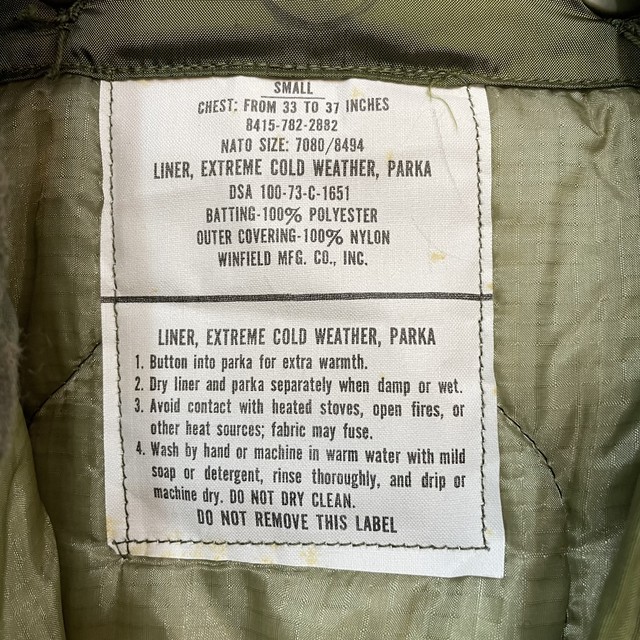 SMALL
CHEST: FROM 33 TO 37 INCHES
8415-782-2882
NATO SIZE: 7080/8494
LINER, EXTREME COLD WEATHER, PARKA
DSA 100-73-C-1651
BATTING-100% POLYESTER
OUTER COVERING-100% NYLON
WINFIELD MFG. CO., INC.
LINER, EXTREME COLD WEATHER, PARKA
1. Button into parka for extra warmth.
2. Dry liner and parka separately when damp or wet.
3. Avoid contact with heated stoves, open fires, or
other heat sources; fabric may fuse.
4. Wash by hand or machine in warm water with mild
soap or detergent, rinse thoroughly, and drip or
machine dry. DO NOT DRY CLEAN.
DO NOT REMOVE THIS LABEL